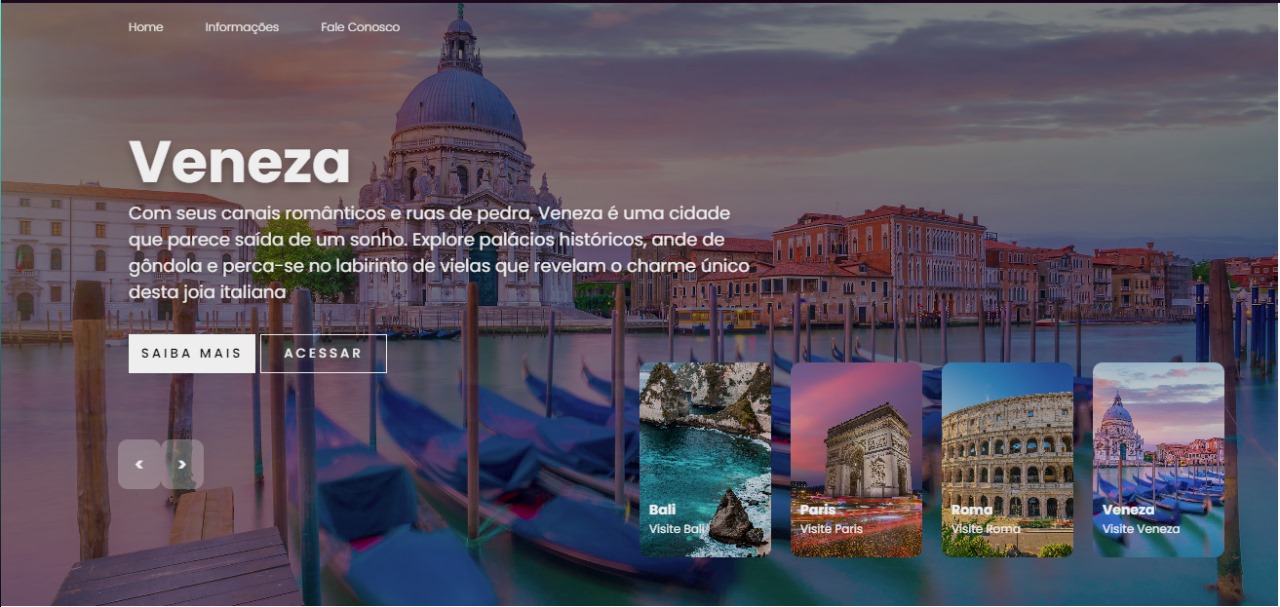 Home Informações Fale Conosco
Veneza
Com seus canais românticos e ruas de pedra, Veneza é uma cidade
que parece saída de um sonho. Explore palácios históricos, ande de
gôndola e perca-se no labirinto de vielas que revelam o charme único
desta joia italiana
SAIBA MAIS ACESSAR
< >
Bali Paris Roma Veneza
Visite Bali Visite Paris Visite Roma Visite Veneza